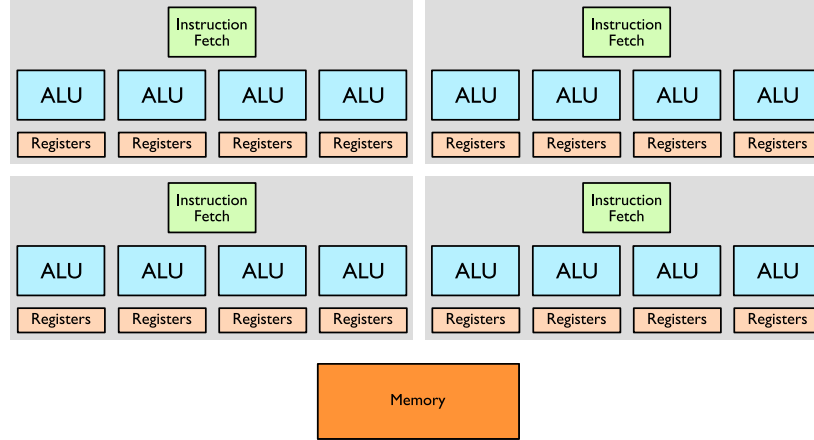 Instruction
Fetch
Instruction
Fetch
ALU ALU ALU ALU ALU ALU ALU ALU
Registers Registers Registers Registers Registers Registers Registers Registers
Instruction
Fetch
Instruction
Fetch
ALU ALU ALU ALU ALU ALU ALU ALU
Registers Registers Registers Registers Registers Registers Registers Registers
Memory